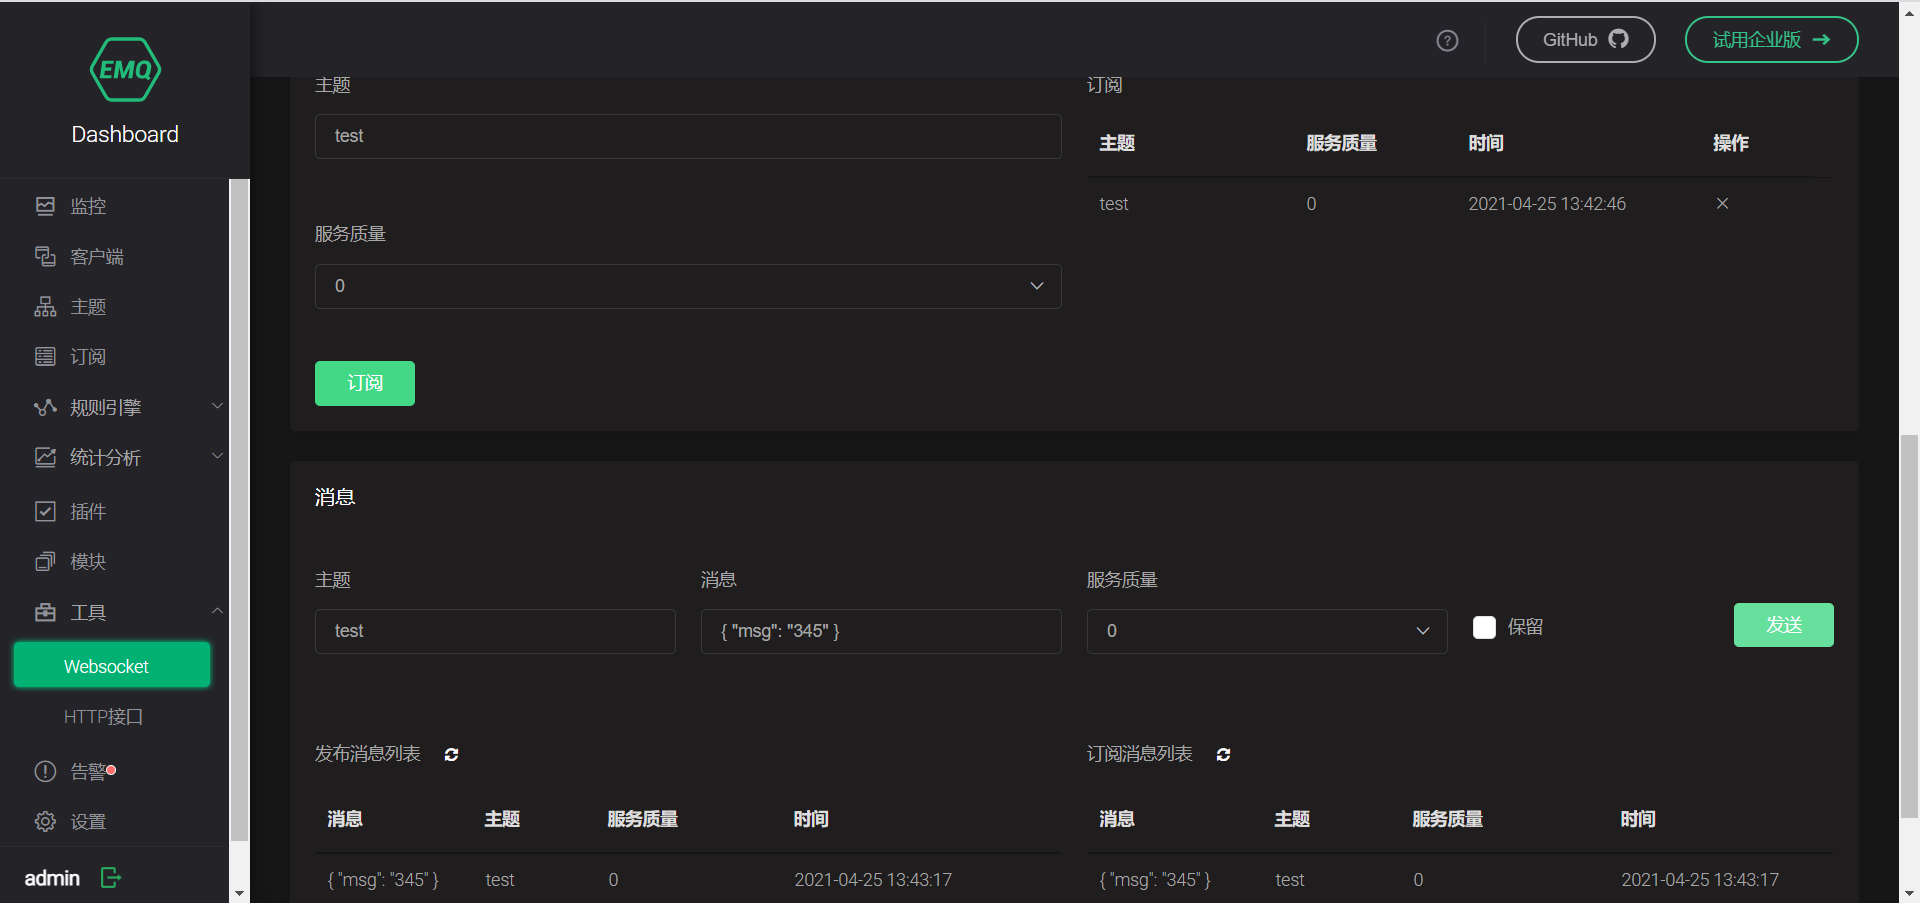 EMQ
Dashboard
监控
客户端
主题
订阅
规则引擎
统计分析
插件
模块
工具
Websocket
HTTP接口
告警
设置
admin
GitHub
试用企业版
主题
test
服务质量
0
订阅
订阅
主题 服务质量 时间 操作
test 0 2021-04-25 13:42:46
消息
主题 消息 服务质量
test { "msg": "345" } 0 保留 发送
发布消息列表
消息 主题 服务质量 时间
{ "msg": "345" } test 0 2021-04-25 13:43:17
订阅消息列表
消息 主题 服务质量 时间
{ "msg": "345" } test 0 2021-04-25 13:43:17